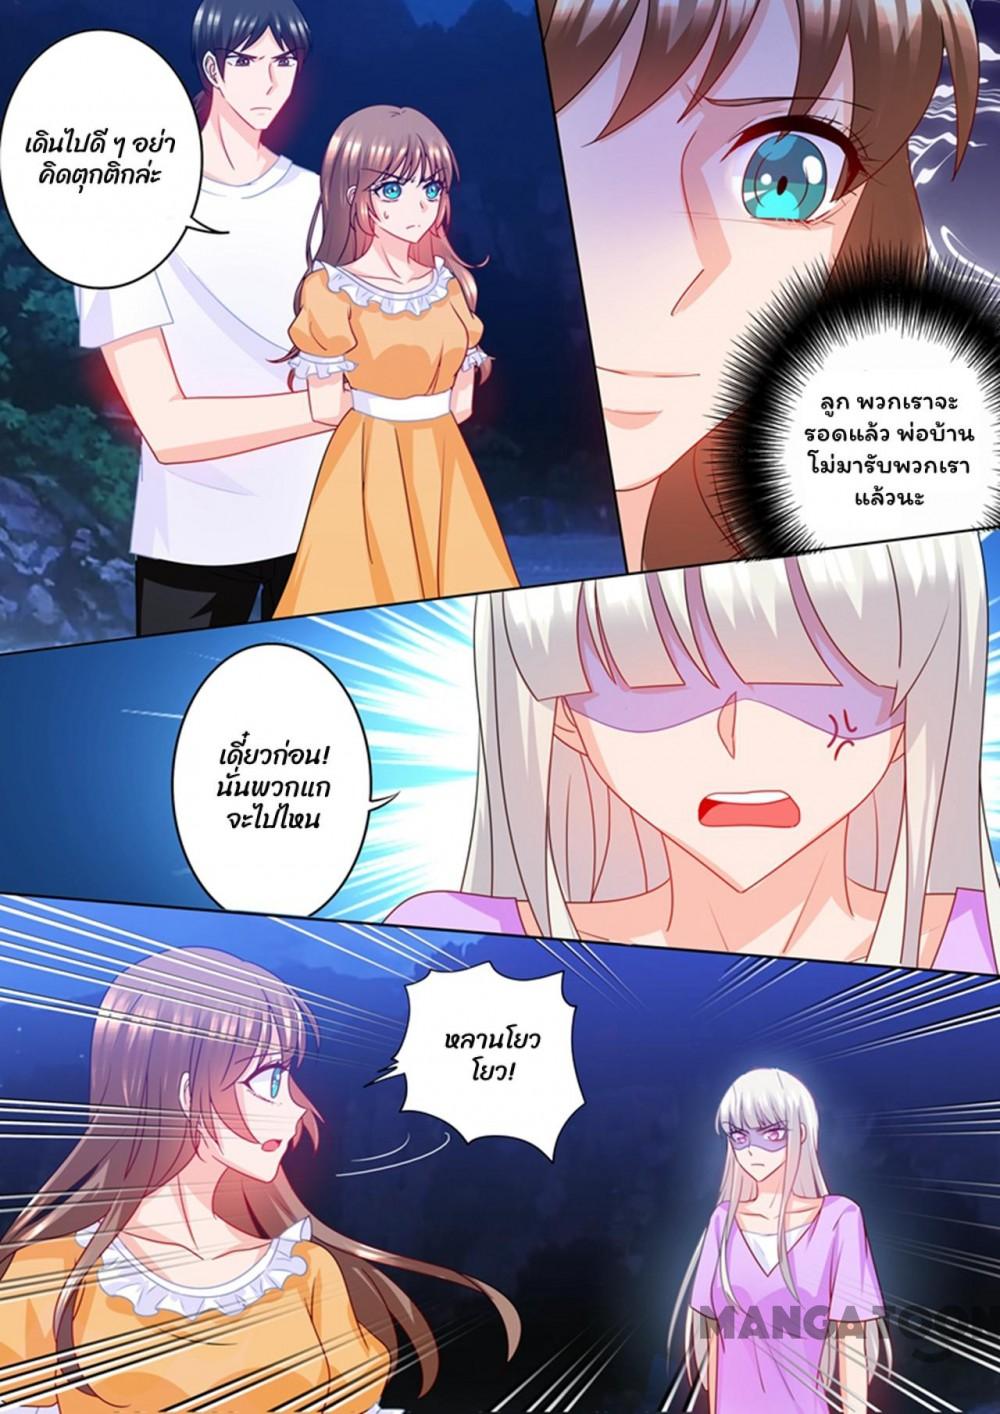 เดินไปดี ๆ อย่า
คิดตุกติกล่ะ
ลูก พวกเราจะ
รอดแล้ว พ่อบ้าน
โม่มารับพวกเรา
แล้วนะ
เดี๋ยวก่อน!
นั่นพวกแก
จะไปไหน
หลานโยว
โยว!
MANGATOON